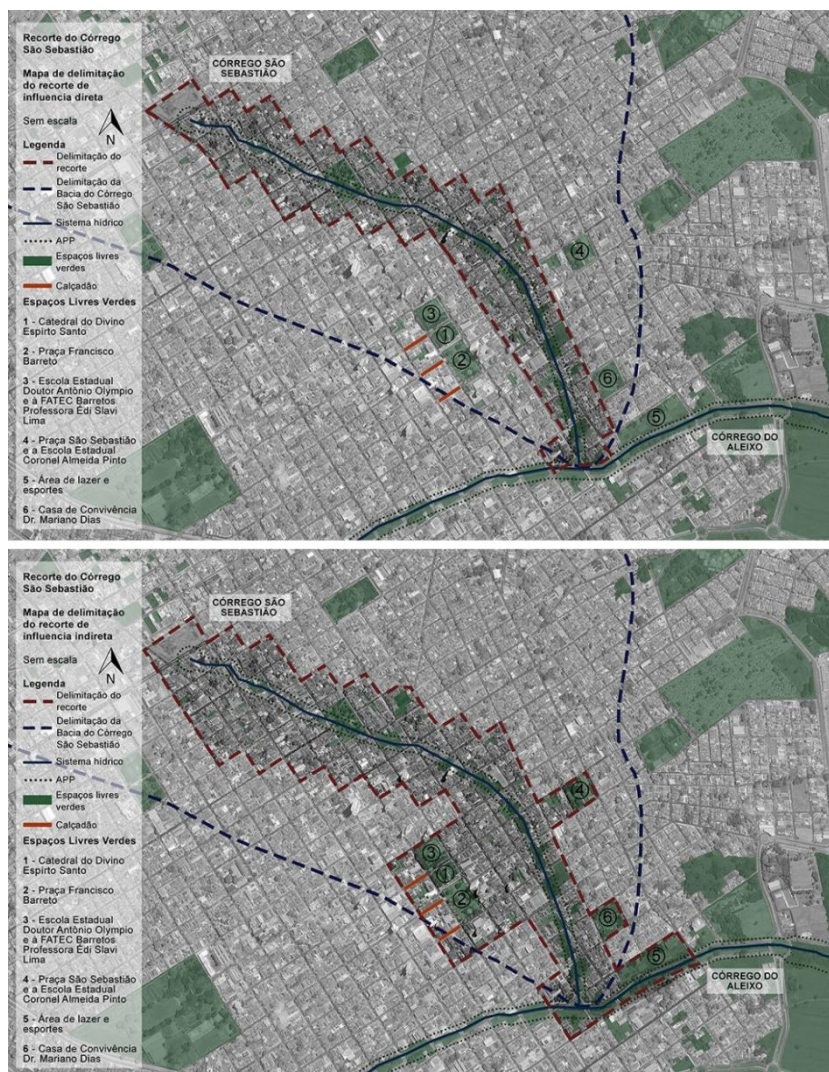 Recorte do Córrego
São Sebastião
Mapa de delimitação
do recorte de
influencia direta
Sem escala
N
Legenda
Delimitação do
recorte
Delimitação da
Bacia do Córrego
São Sebastião
Sistema hídrico
APP
Espaços livres
verdes
Calçadão
Espaços Livres Verdes
1 - Catedral do Divino
Espirto Santo
2 - Praça Francisco
Barreto
3 - Escola Estadual
Doutor Antônio Olympio
e à FATEC Barretos
Professora Édi Slavi
Lima
4 - Praça São Sebastião
e a Escola Estadual
Coronel Almeida Pinto
5 - Área de lazer e
esportes
6 - Casa de Convivência
Dr. Mariano Dias
CÓRREGO SÃO
SEBASTIÃO
4
3
1
2
6
5
CÓRREGO DO
ALEIXO
Recorte do Córrego
São Sebastião
Mapa de delimitação
do recorte de
influencia indireta
Sem escala
N
Legenda
Delimitação do
recorte
Delimitação da
Bacia do Córrego
São Sebastião
Sistema hídrico
APP
Espaços livres
verdes
Calçadão
Espaços Livres Verdes
1 - Catedral do Divino
Espirto Santo
2 - Praça Francisco
Barreto
3 - Escola Estadual
Doutor Antônio Olympio
e à FATEC Barretos
Professora Édi Slavi
Lima
4 - Praça São Sebastião
e a Escola Estadual
Coronel Almeida Pinto
5 - Área de lazer e
esportes
6 - Casa de Convivência
Dr. Mariano Dias
CÓRREGO SÃO
SEBASTIÃO
4
3
1
2
6
5
CÓRREGO DO
ALEIXO